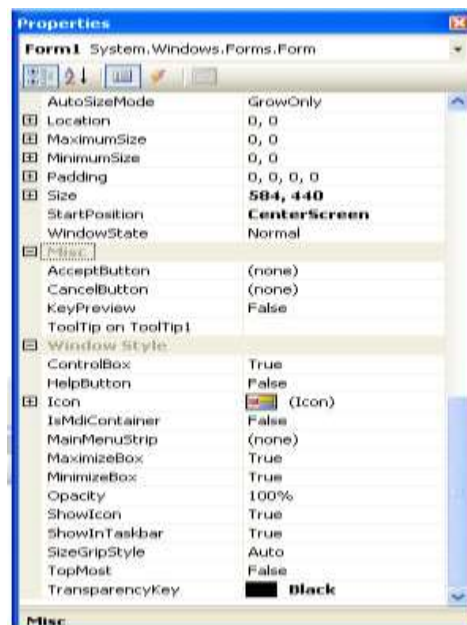 Properties
Form1 System.Windows.Forms.Form
AutoSizeMode GrowOnly
Location 0, 0
MaximumSize 0, 0
MinimumSize 0, 0
Padding 0, 0, 0, 0
Size 584, 440
StartPosition CenterScreen
WindowState Normal
Misc
AcceptButton (none)
CancelButton (none)
KeyPreview False
ToolTip on ToolTip1
Window Style
ControlBox True
HelpButton False
Icon (Icon)
IsMdiContainer False
MainMenuStrip (none)
MaximizeBox True
MinimizeBox True
Opacity 100%
ShowIcon True
ShowInTaskbar True
SizeGripStyle Auto
TopMost False
TransparencyKey Black
Misc